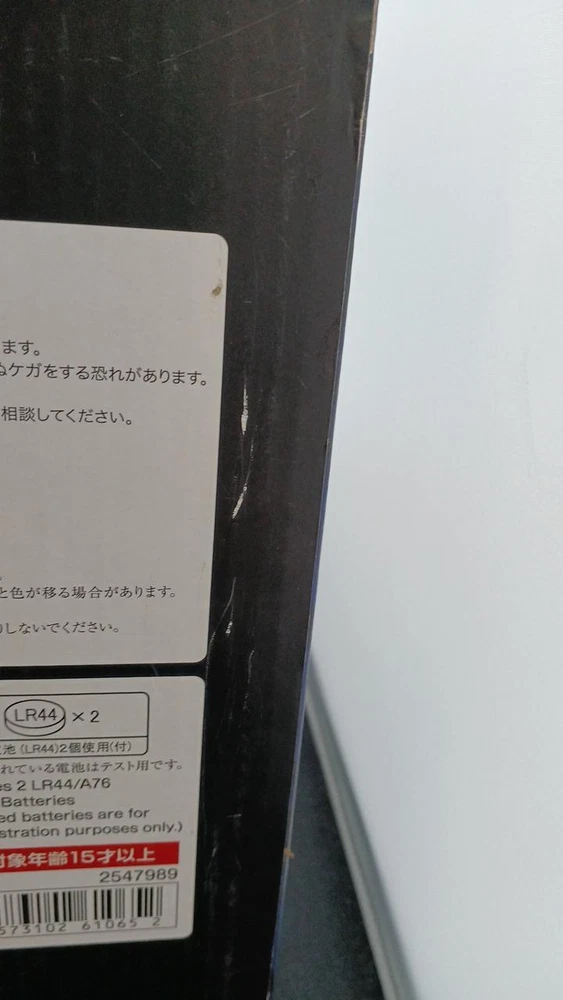 ます。
ぬケガをする恐れがあります。
相談してください。
と色が移る場合があります。
しないでください。
LR44 × 2
池 (LR44)2個使用(付)
れている電池はテスト用です。
es 2 LR44/A76
Batteries
ed batteries are for
stration purposes only.)
対象年齢15才以上
2547989
573102 61065 2